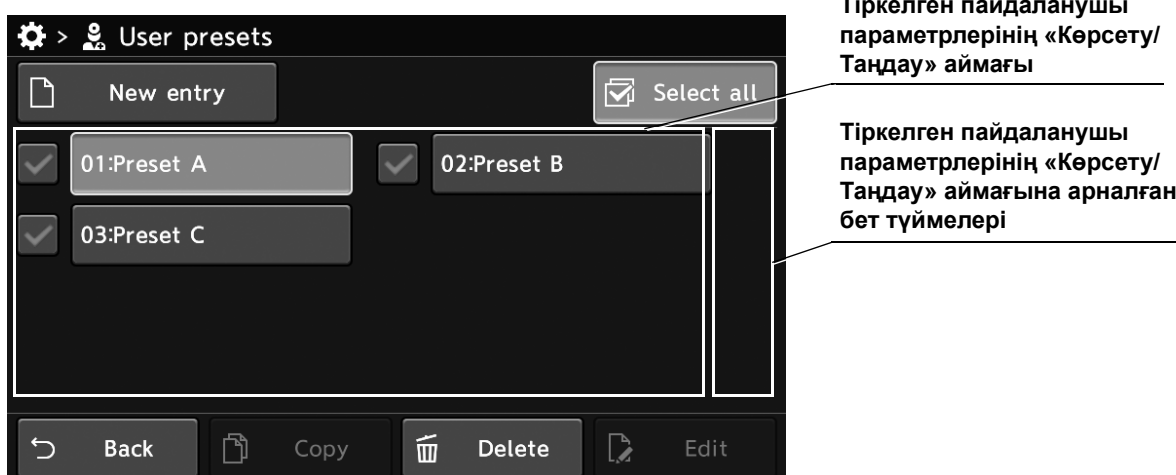 > User presets
New entry
Select all
01:Preset A
02:Preset B
03:Preset C
Back
Copy
Delete
Edit
Тіркелген пайдаланушы
параметрлерінің «Көрсету/
Таңдау» аймағы
Тіркелген пайдаланушы
параметрлерінің «Көрсету/
Таңдау» аймағына арналған
бет түймелері